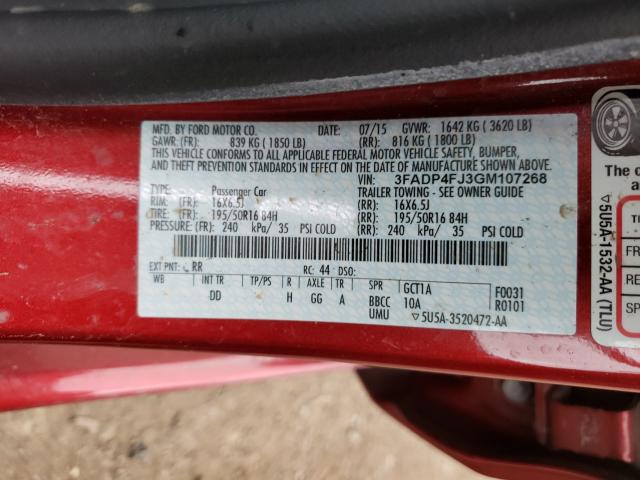 MFD. BY FORD MOTOR CO. DATE: 07/15 GVWR: 1642 KG ( 3620 LB)
GAWR: (FR): 839 KG ( 1850 LB) (RR): 816 KG ( 1800 LB)
THIS VEHICLE CONFORMS TO ALL APPLICABLE FEDERAL MOTOR VEHICLE SAFETY, BUMPER,
AND THEFT PREVENTION STANDARDS IN EFFECT ON THE DATE OF MANUFACTURE SHOWN ABOVE.
VIN: 3FADP4FJ3GM107268
TYPE: Passenger Car TRAILER TOWING - SEE OWNER GUIDE
RIM: (FR): 16X6.5J (RR): 16X6.5J
TIRE: (FR): 195/50R16 84H (RR): 195/50R16 84H
PRESSURE: (FR): 240 kPa/ 35 PSI COLD (RR): 240 kPa/ 35 PSI COLD
EXT PNT: RR RC: 44 DSO:
WB INT TR TP/PS R AXLE TR SPR GCT1A F0031
DD H GG A BBCC 10A R0101
UMU ▽5U5A-3520472-AA
The c
▽5U5A-1532-AA (TLU)
FR
RE
SP